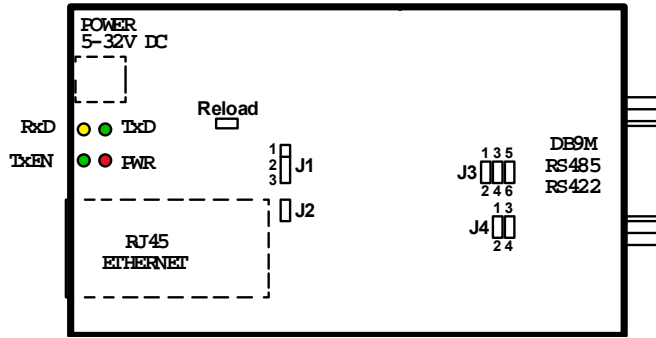 POWER
5-32V DC
RxD
TxD
TxEN
PWR
Reload
1
2
3
J1
J2
RJ45
ETHERNET
1 3 5
J3
2 4 6
1 3
J4
2 4
DB9M
RS485
RS422